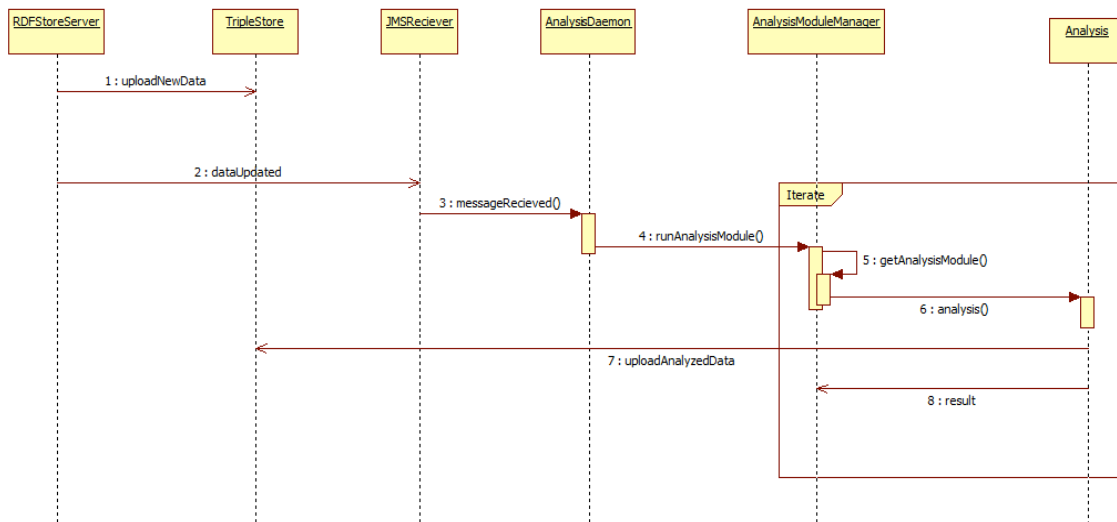 RDFStoreServer
TripleStore
JMSReciever
AnalysisDaemon
AnalysisModuleManager
Analysis
1 : uploadNewData
2 : dataUpdated
Iterate
3 : messageRecieved()
4 : runAnalysisModule()
5 : getAnalysisModule()
6 : analysis()
7 : uploadAnalyzedData
8 : result